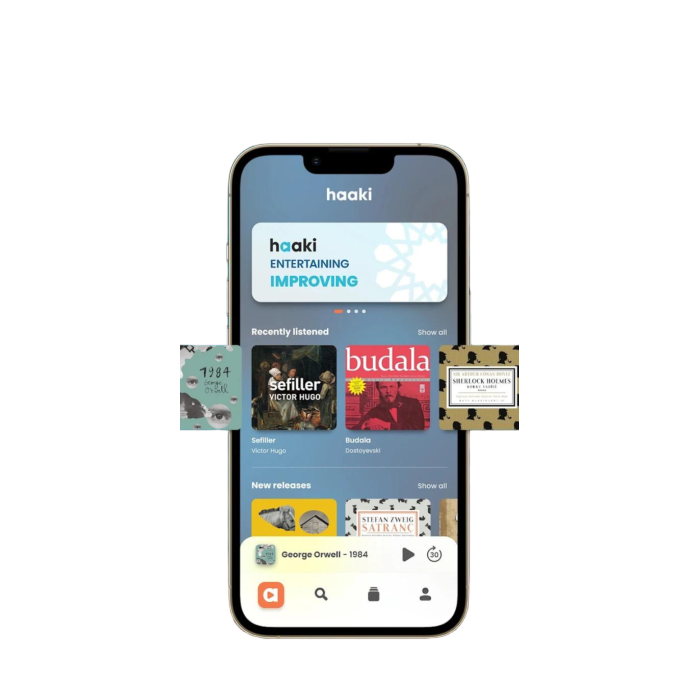 haaki
haaki
ENTERTAINING
IMPROVING
Recently listened
Show all
1984
George
Orwell
sefiller
VICTOR HUGO
budala
SIR ARTHUR CONAN DOYLE
SHERLOCK HOLMES
Sefiller
Victor Hugo
Budala
Dostoyevski
New releases
Show all
STEFAN ZWEIG
SATRANÇ
George Orwell - 1984
30